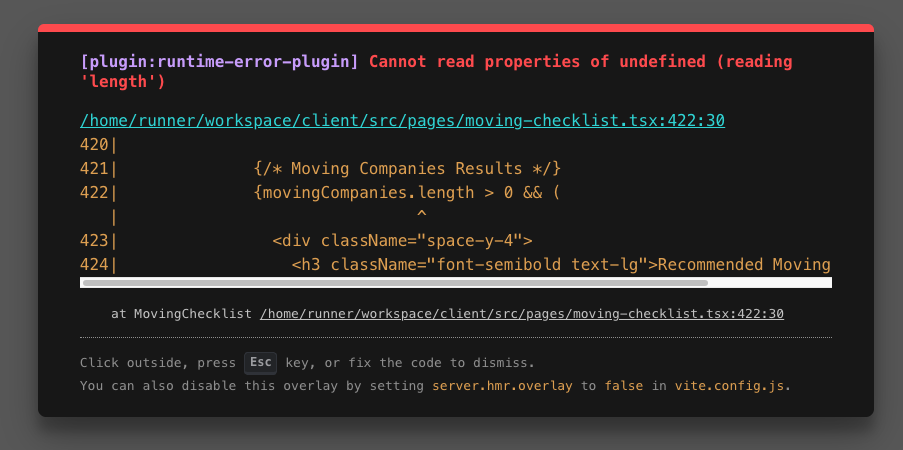 [plugin:runtime-error-plugin] Cannot read properties of undefined (reading
'length')
/home/runner/workspace/client/src/pages/moving-checklist.tsx:422:30
420|
421|              {/* Moving Companies Results */}
422|              {movingCompanies.length > 0 && (
   |                               ^
423|                <div className="space-y-4">
424|                  <h3 className="font-semibold text-lg">Recommended Moving
at MovingChecklist /home/runner/workspace/client/src/pages/moving-checklist.tsx:422:30
Click outside, press Esc key, or fix the code to dismiss.
You can also disable this overlay by setting server.hmr.overlay to false in vite.config.js.